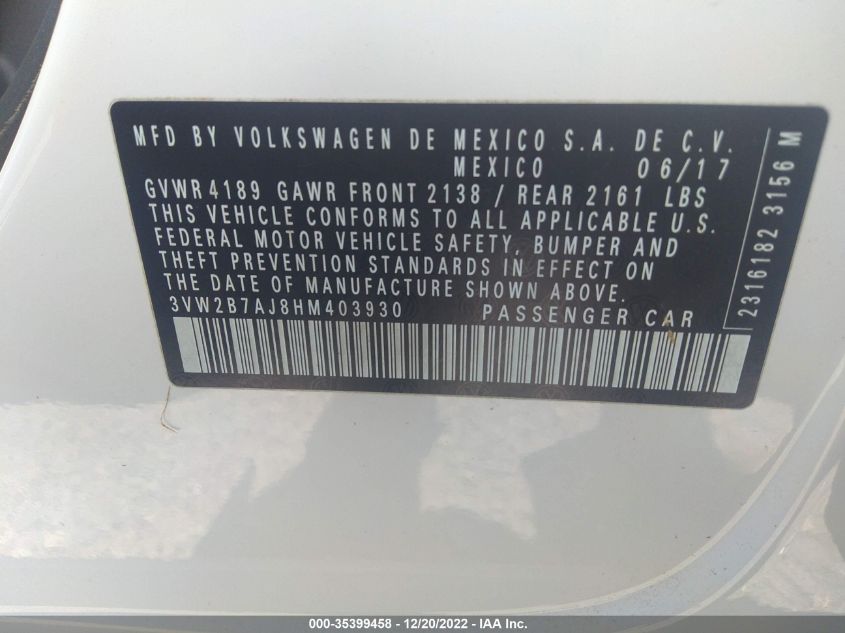 MFD BY VOLKSWAGEN DE MEXICO S.A. DE C.V.
MEXICO 06/17
GVWR 4189 GAWR FRONT 2138 / REAR 2161 LBS
THIS VEHICLE CONFORMS TO ALL APPLICABLE U.S.
FEDERAL MOTOR VEHICLE SAFETY, BUMPER AND
THEFT PREVENTION STANDARDS IN EFFECT ON
THE DATE OF MANUFACTURE SHOWN ABOVE.
3VW2B7AJ8HM403930 PASSENGER CAR
2316182 3156 M
000-35399458 - 12/20/2022 - IAA Inc.